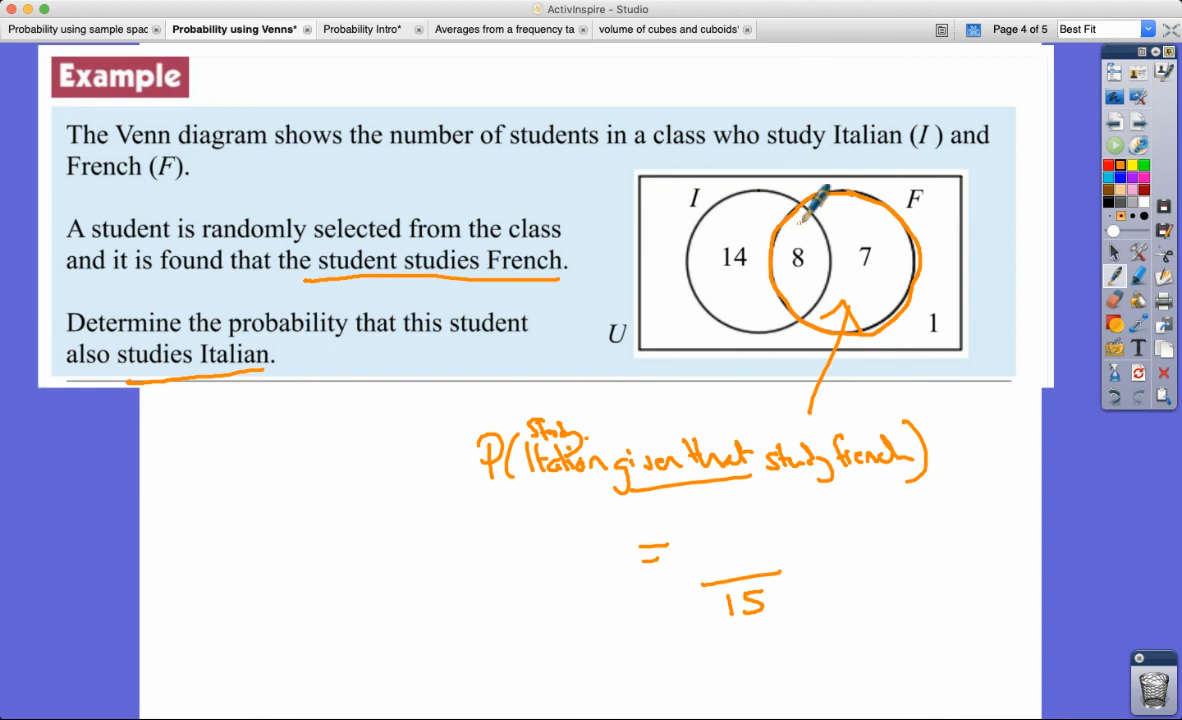 ActivInspire - Studio
Probability using sample spac
Probability using Venns*
Probability Intro*
Averages from a frequency ta
volume of cubes and cuboids'
Page 4 of 5
Best Fit
Example
The Venn diagram shows the number of students in a class who study Italian (I ) and
French (F).
A student is randomly selected from the class
and it is found that the student studies French.
Determine the probability that this student
also studies Italian.
I
F
14
8
7
1
U
study.
P(Italian given that study french)
=
15
T